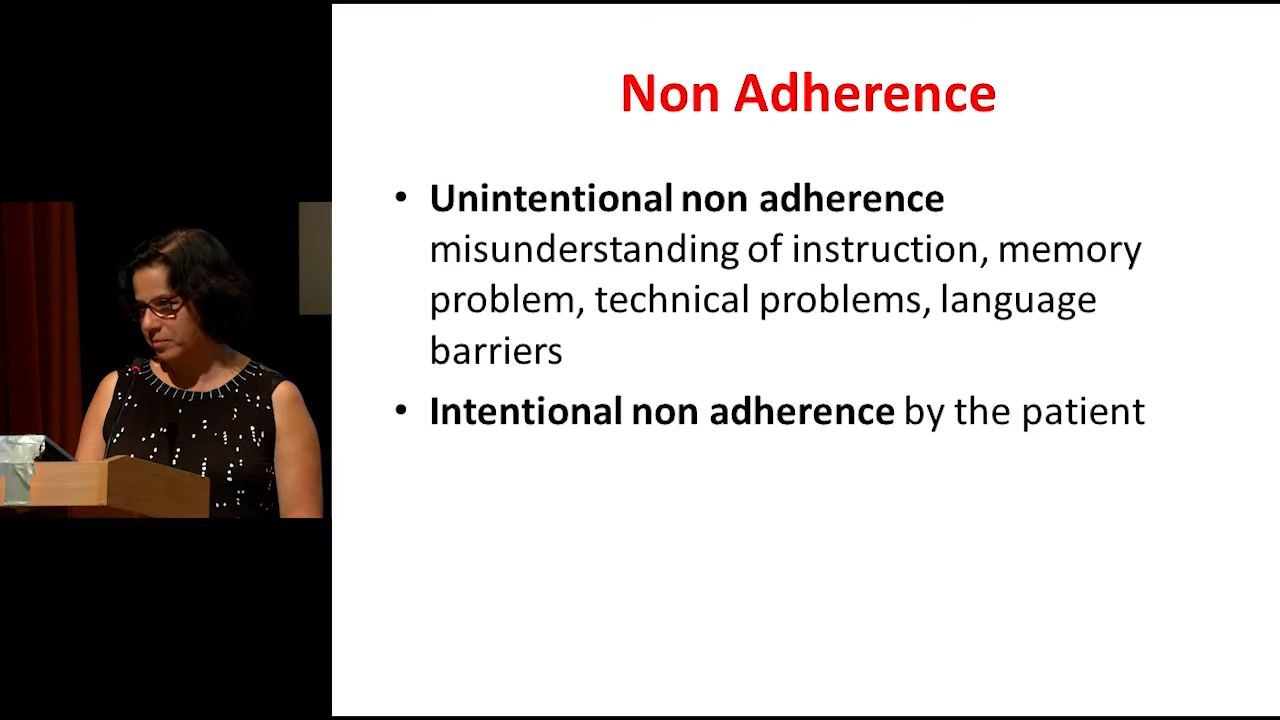 Non Adherence
• Unintentional non adherence
misunderstanding of instruction, memory
problem, technical problems, language
barriers
• Intentional non adherence by the patient